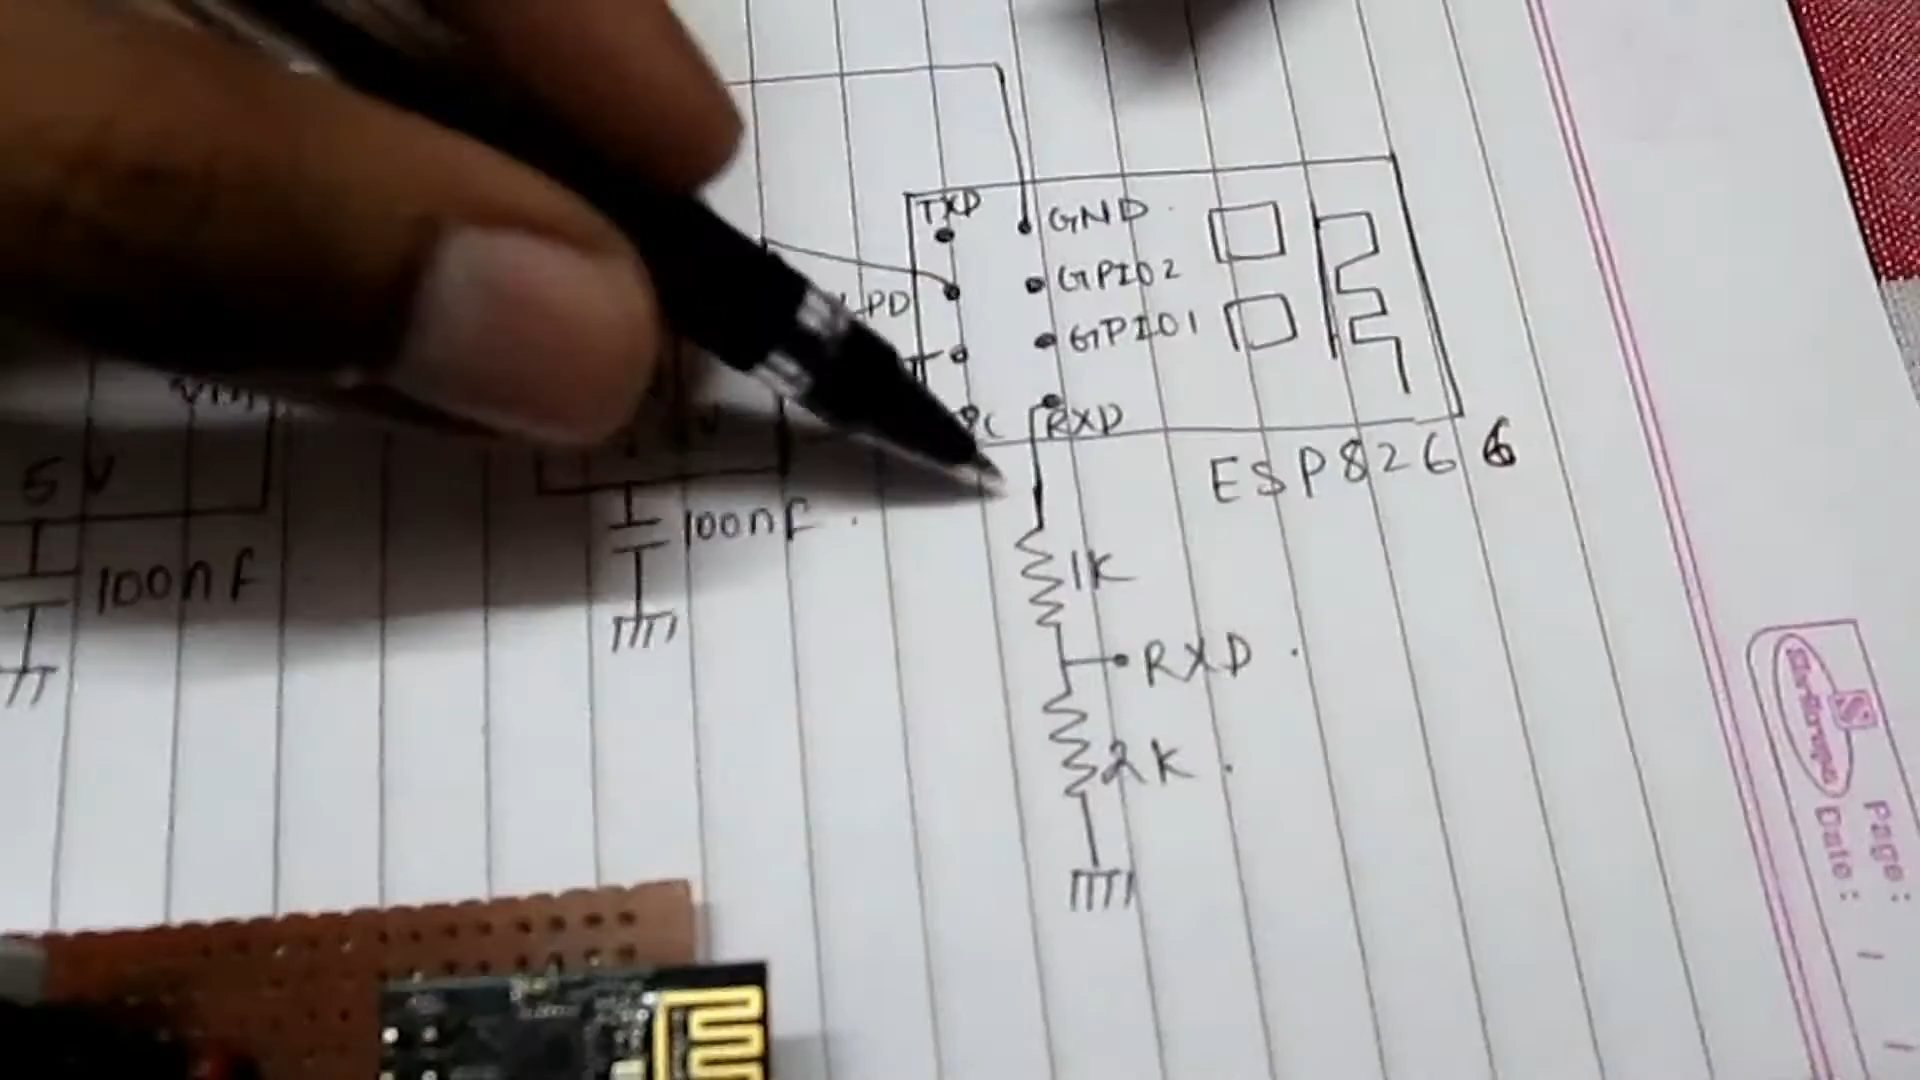 TXD
GND
GPIO2
PD
GPIO1
RXD
ESP8266
5V
100nf
100nf
1K
RXD
2K
Page:
Date: